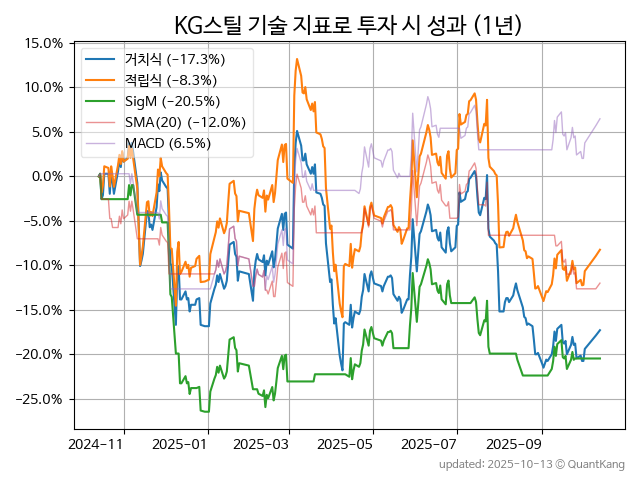 KG스틸 기술 지표로 투자 시 성과 (1년)
15.0%
10.0%
5.0%
0.0%
−5.0%
−10.0%
−15.0%
−20.0%
−25.0%
거치식 (−17.3%)
적립식 (−8.3%)
SigM (−20.5%)
SMA(20) (−12.0%)
MACD (6.5%)
2024−11
2025−01
2025−03
2025−05
2025−07
2025−09
updated: 2025-10-13 ⓒ QuantKang